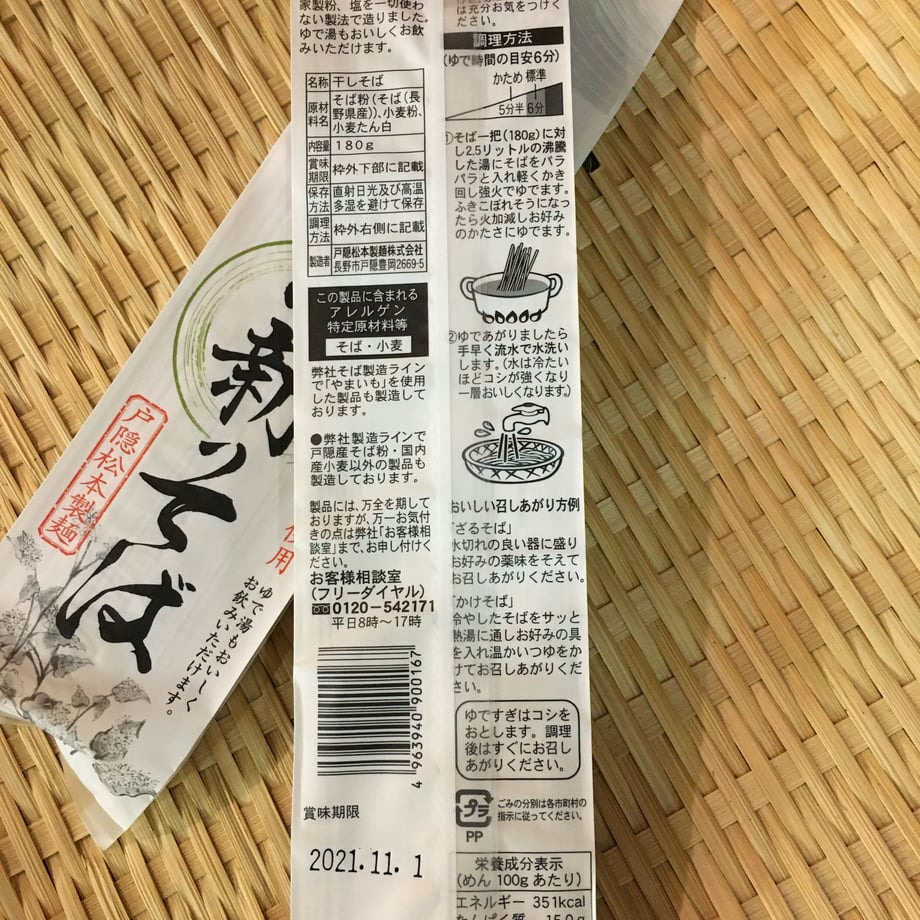 家製粉、塩を一切使わ
ない製法で造りました。
ゆで湯もおいしくお飲
みいただけます。
名称 干しそば
原材料名 そば粉(そば(長
野県産))、小麦粉、
小麦たん白
内容量 180g
賞味期限 枠外下部に記載
保存方法 直射日光及び高温
多湿を避けて保存
調理方法 枠外右側に記載
製造者 戸隠松本製麺株式会社
長野市戸隠豊岡2669-5
この製品に含まれる
アレルゲン
特定原材料等
そば・小麦
弊社そば製造ライン
で「やまいも」を使用
した製品も製造して
おります。
●弊社製造ラインで
戸隠産そば粉・国内
産小麦以外の製品も
製造しております。
製品には、万全を期して
おりますが、万一お気付
きの点は弊社「お客様相
談室」まで、お申し付けく
ださい。
お客様相談室
(フリーダイヤル)
0120-542171
平日8時〜17時
4 963940 900167
賞味期限
2021.11. 1
は充分お気をつけく
ださい。
調理方法
(ゆで時間の目安6分)
かため 標準
5分半 6分
①そば一把(180g)に対
し2.5リットルの沸騰
した湯にそばをパラ
パラと入れ軽くかき
回し強火でゆでます。
ふきこぼれそうになっ
たら火加減しお好み
のかたさにゆでます。
②ゆであがりましたら
手早く流水で水洗い
します。(水は冷たい
ほどコシが強くなり
一層おいしくなります。)
おいしい召しあがり方例
「ざるそば」
水切れの良い器に盛り
お好みの薬味をそえて
お召しあがりください。
「かけそば」
冷やしたそばをサッと
熱湯に通しお好みの具
を入れ温かいつゆをか
けてお召しあがりくだ
さい。
ゆですぎはコシを
おとします。調理
後はすぐにお召し
あがりください。
プラ
PP
ごみの分別は各市町村の
指示に従ってください。
栄養成分表示
(めん 100gあたり)
エネルギー 351kcal
たんぱく質 15.0g
新そば
戸隠松本製麺
使用
ゆで湯もおいしく
お飲みいただけます。